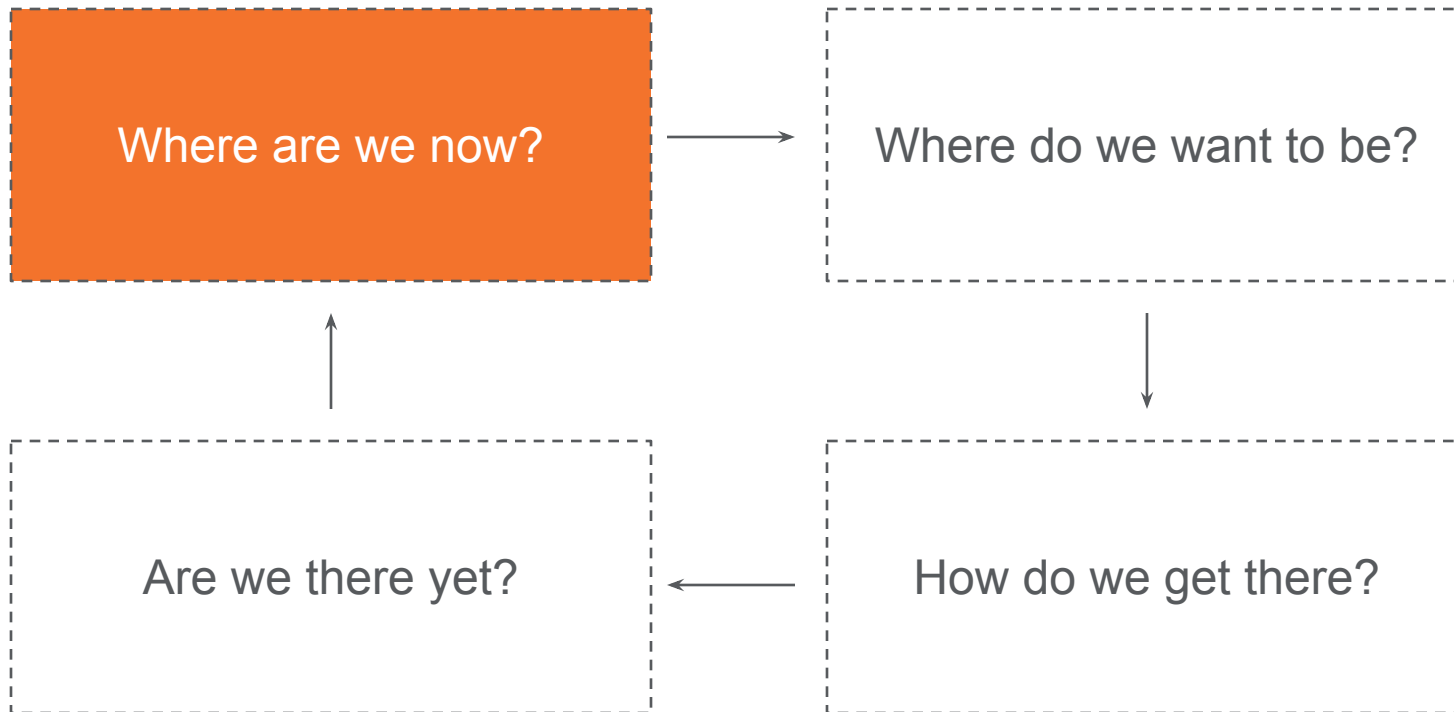 Where are we now?
Where do we want to be?
Are we there yet?
How do we get there?